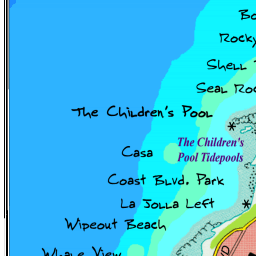 Rocky
Shell
Seal Roc
The Children's Pool
The Children's
Pool Tidepools
Casa
Coast Blvd. Park
La Jolla Left
Wipeout Beach
Whale View